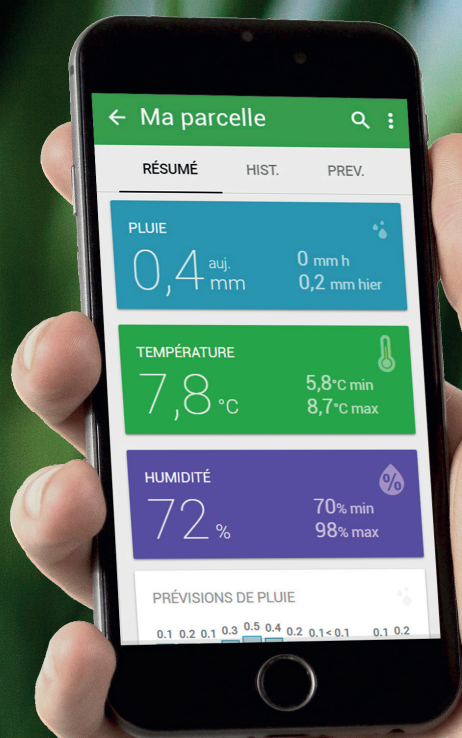 Ma parcelle
RÉSUMÉ HIST. PREV.
PLUIE
0,4 auj. mm
0 mm h
0,2 mm hier
TEMPÉRATURE
7,8 °C
5,8°C min
8,7°C max
HUMIDITÉ
72 %
%
70% min
98% max
PRÉVISIONS DE PLUIE
0.1 0.2 0.1 0.3 0.5 0.4 0.2 0.1 < 0.1 0.1 0.2